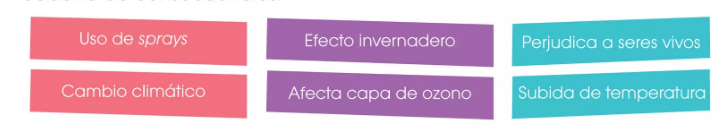 Uso de sprays
Efecto invernadero
Perjudica a seres vivos
Cambio climático
Afecta capa de ozono
Subida de temperatura